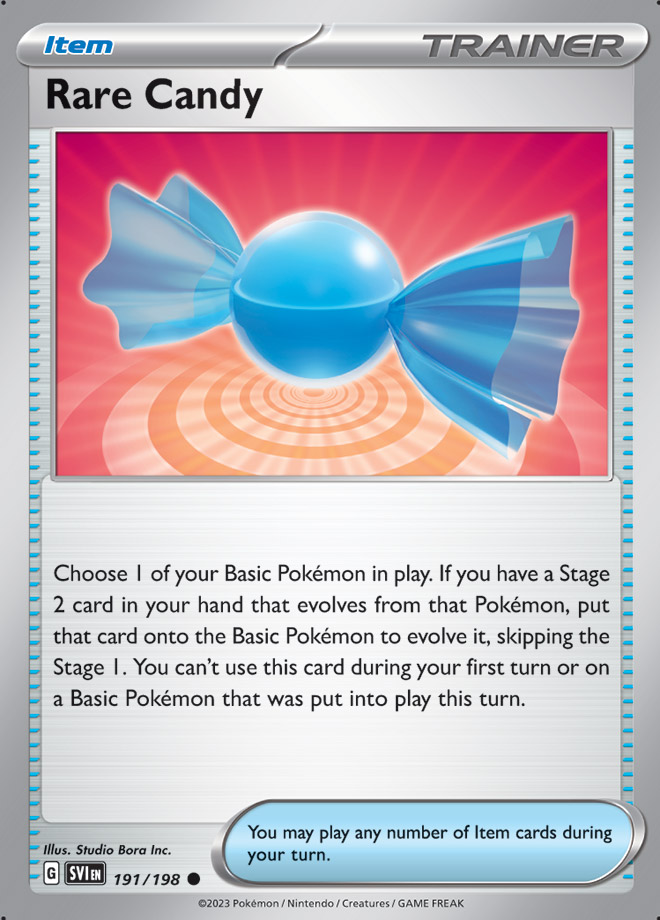 Item
TRAINER
Rare Candy
Choose 1 of your Basic Pokémon in play. If you have a Stage
2 card in your hand that evolves from that Pokémon, put
that card onto the Basic Pokémon to evolve it, skipping the
Stage 1. You can't use this card during your first turn or on
a Basic Pokémon that was put into play this turn.
You may play any number of Item cards during
your turn.
Illus. Studio Bora Inc.
G SVI EN 191/198
©2023 Pokémon / Nintendo / Creatures / GAME FREAK